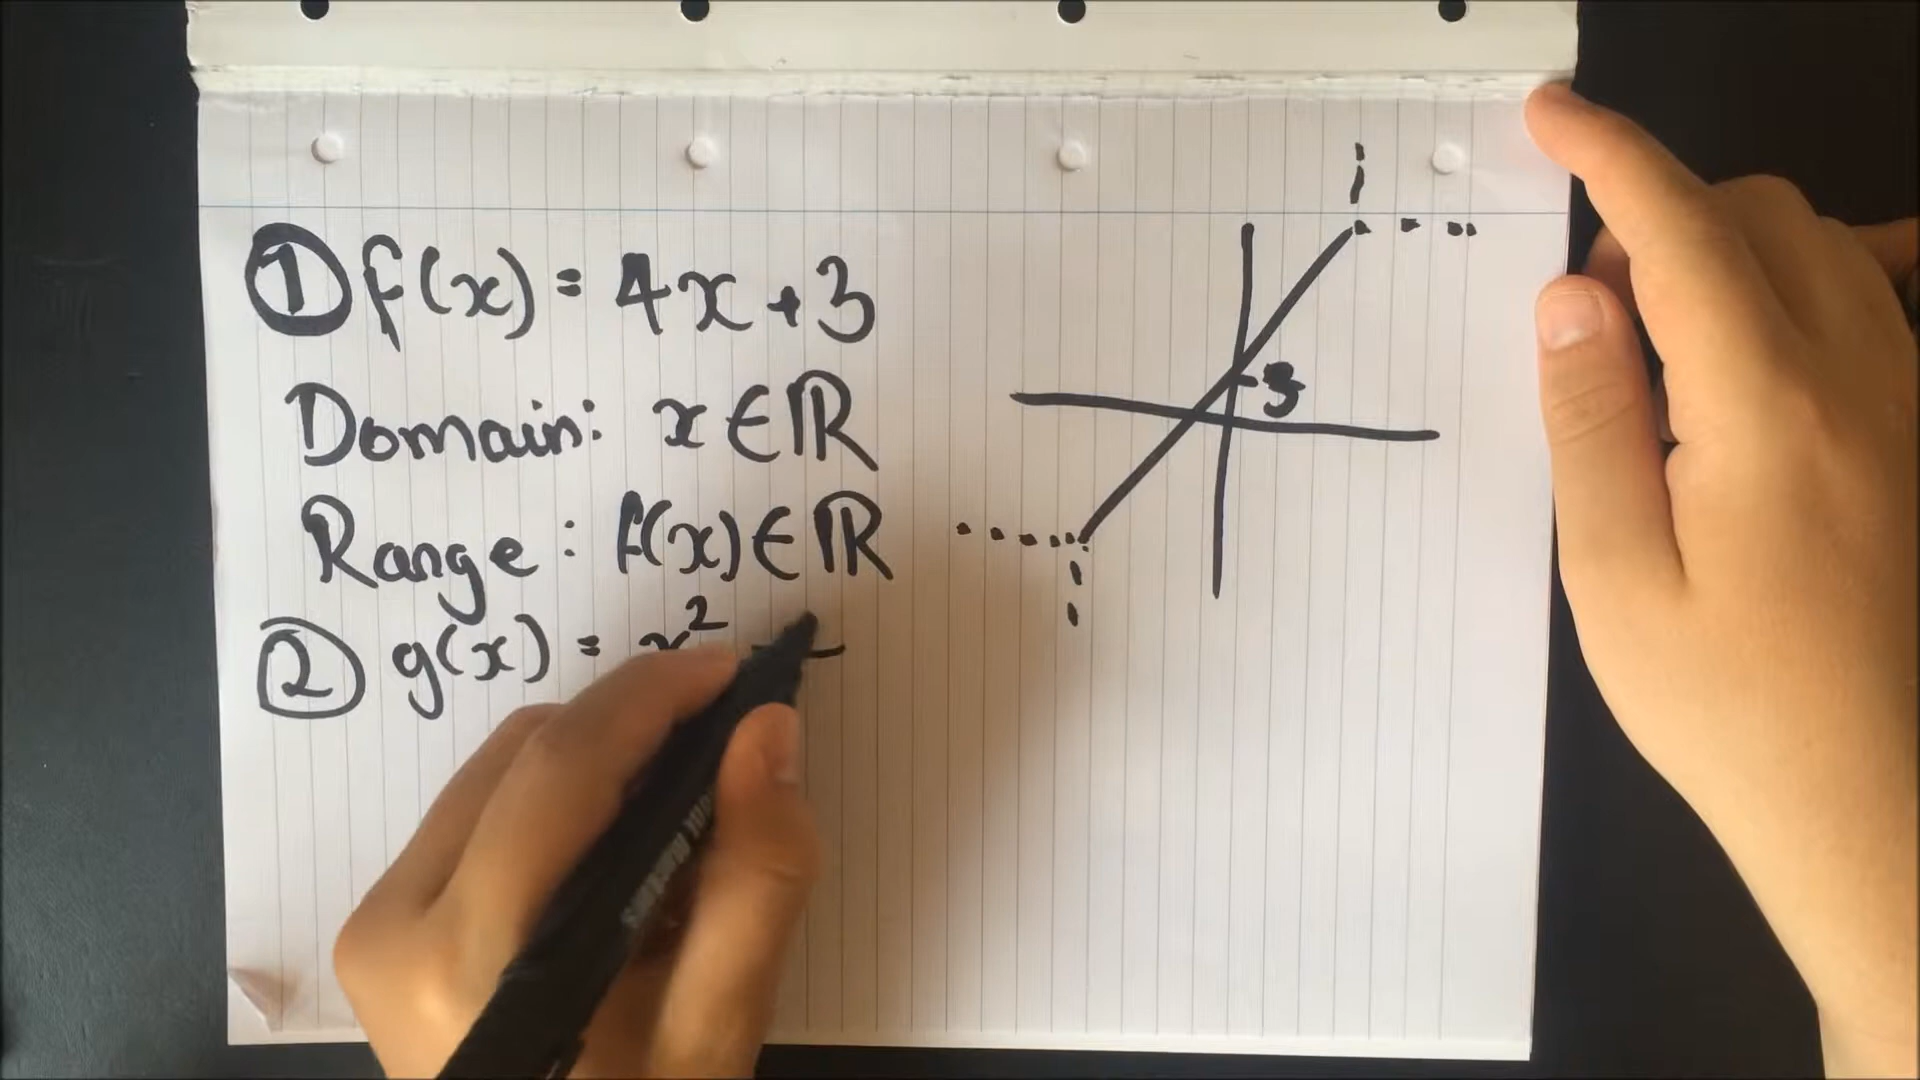 ① f(x) = 4x + 3
Domain: x ∈ ℝ
Range: f(x) ∈ ℝ
② g(x) = x²
3